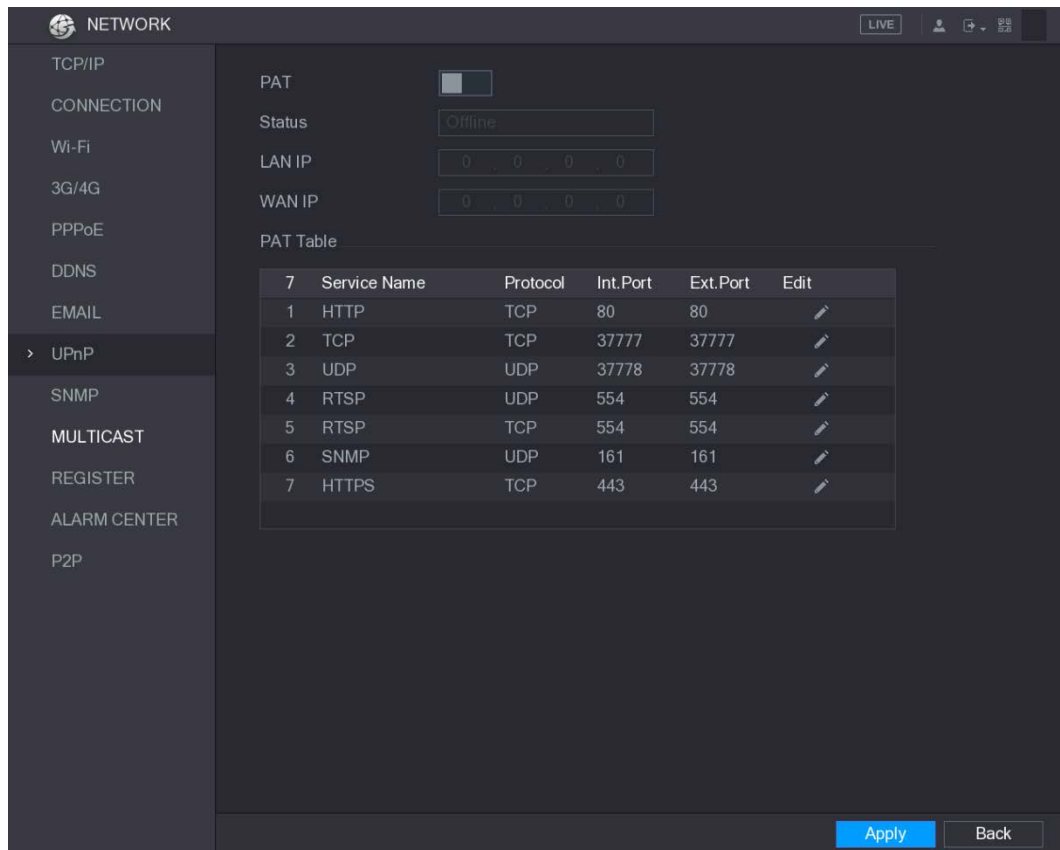 NETWORK
LIVE
TCP/IP
CONNECTION
Wi-Fi
3G/4G
PPPoE
DDNS
EMAIL
UPnP
SNMP
MULTICAST
REGISTER
ALARM CENTER
P2P
PAT
Status Offline
LAN IP 0 . 0 . 0 . 0
WAN IP 0 . 0 . 0 . 0
PAT Table
7 Service Name Protocol Int.Port Ext.Port Edit
1 HTTP TCP 80 80
2 TCP TCP 37777 37777
3 UDP UDP 37778 37778
4 RTSP UDP 554 554
5 RTSP TCP 554 554
6 SNMP UDP 161 161
7 HTTPS TCP 443 443
Apply Back